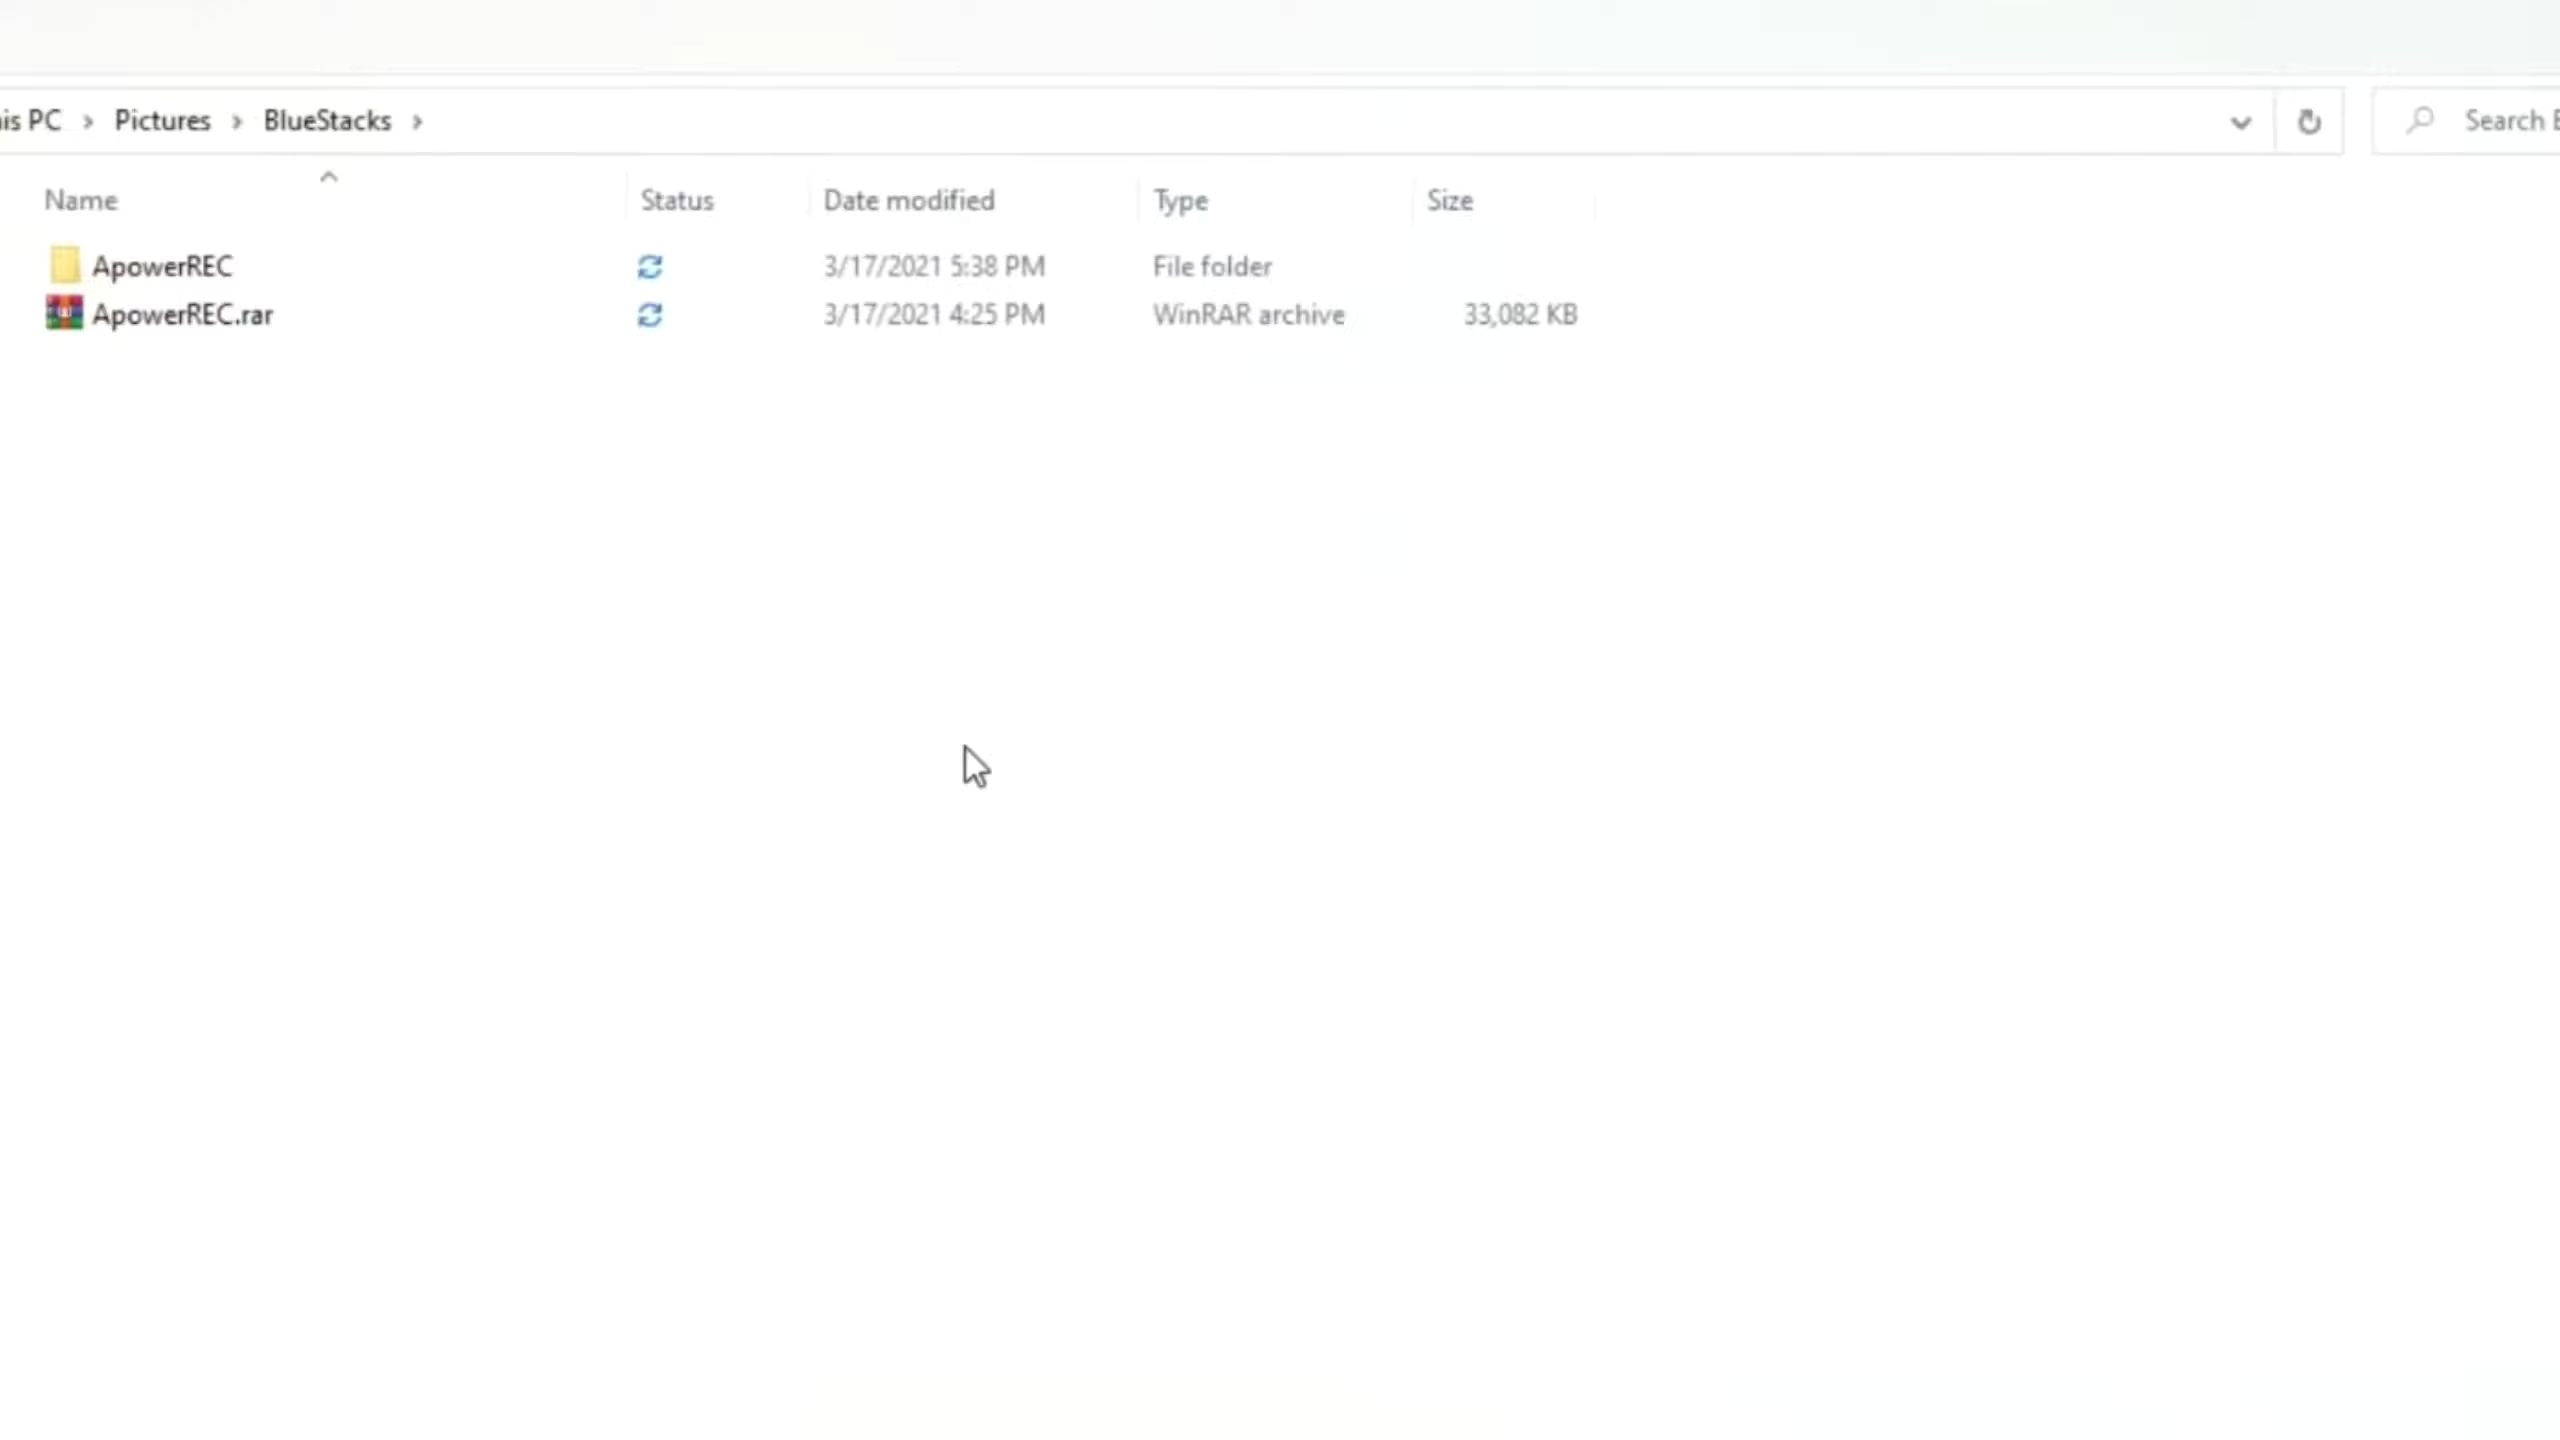 is PC > Pictures > BlueStacks >
Search
Name Status Date modified Type Size
ApowerREC 3/17/2021 5:38 PM File folder
ApowerREC.rar 3/17/2021 4:25 PM WinRAR archive 33,082 KB